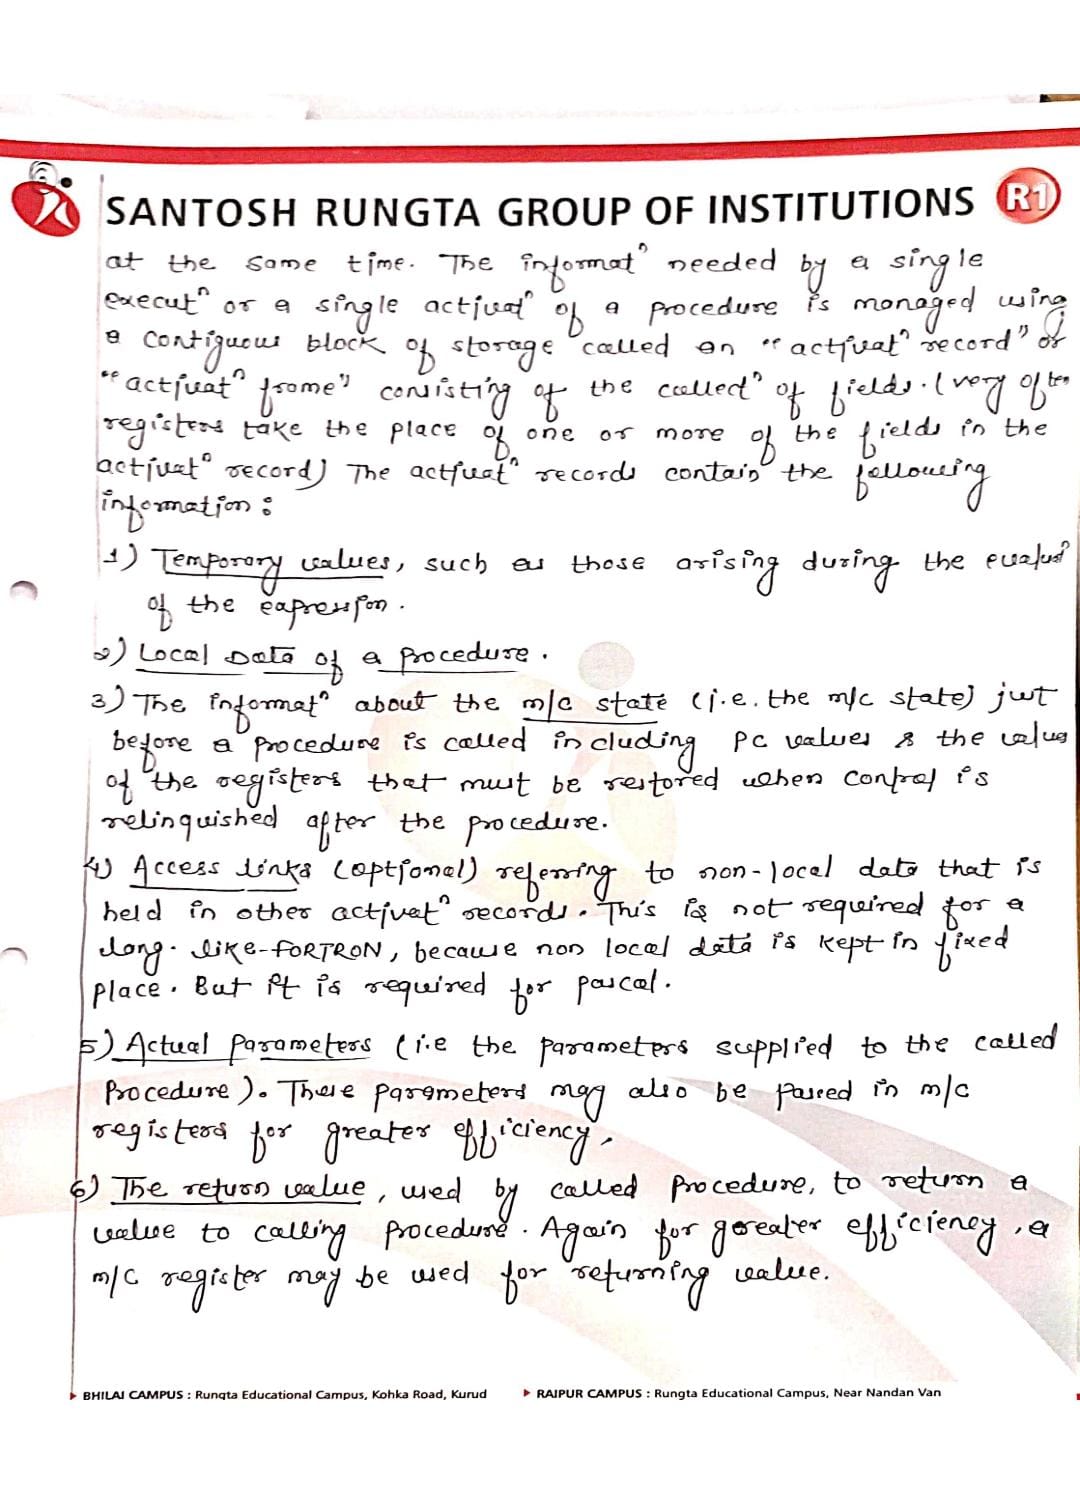 SANTOSH RUNGTA GROUP OF INSTITUTIONS R1
at the same time. The informatⁿ needed by a single
executⁿ or a single activatⁿ of a procedure is managed using
a contiguous block of storage called an "activatⁿ record" or
"activatⁿ frame" consisting of the collectⁿ of fields. (very often
registers take the place of one or more of the fields in the
activatⁿ record) The activatⁿ records contain the following
information :
1) Temporary values, such as those arising during the evaluatⁿ
of the expression.
2) Local Data of a procedure.
3) The informatⁿ about the m/c state (i.e. the m/c state) just
before a procedure is called including PC values & the values
of the registers that must be restored when control is
relinquished after the procedure.
4) Access links (optional) referring to non-local data that is
held in other activatⁿ records. This is not required for a
lang. like-FORTRON, because non local data is kept in fixed
place. But it is required for pascal.
5) Actual Parameters (i.e the parameters supplied to the called
Procedure). These parameters may also be passed in m/c
registers for greater efficiency.
6) The return value, used by called procedure, to return a
value to calling procedure. Again for greater efficiency, a
m/c register may be used for returning value.
BHILAI CAMPUS : Rungta Educational Campus, Kohka Road, Kurud RAIPUR CAMPUS : Rungta Educational Campus, Near Nandan Van